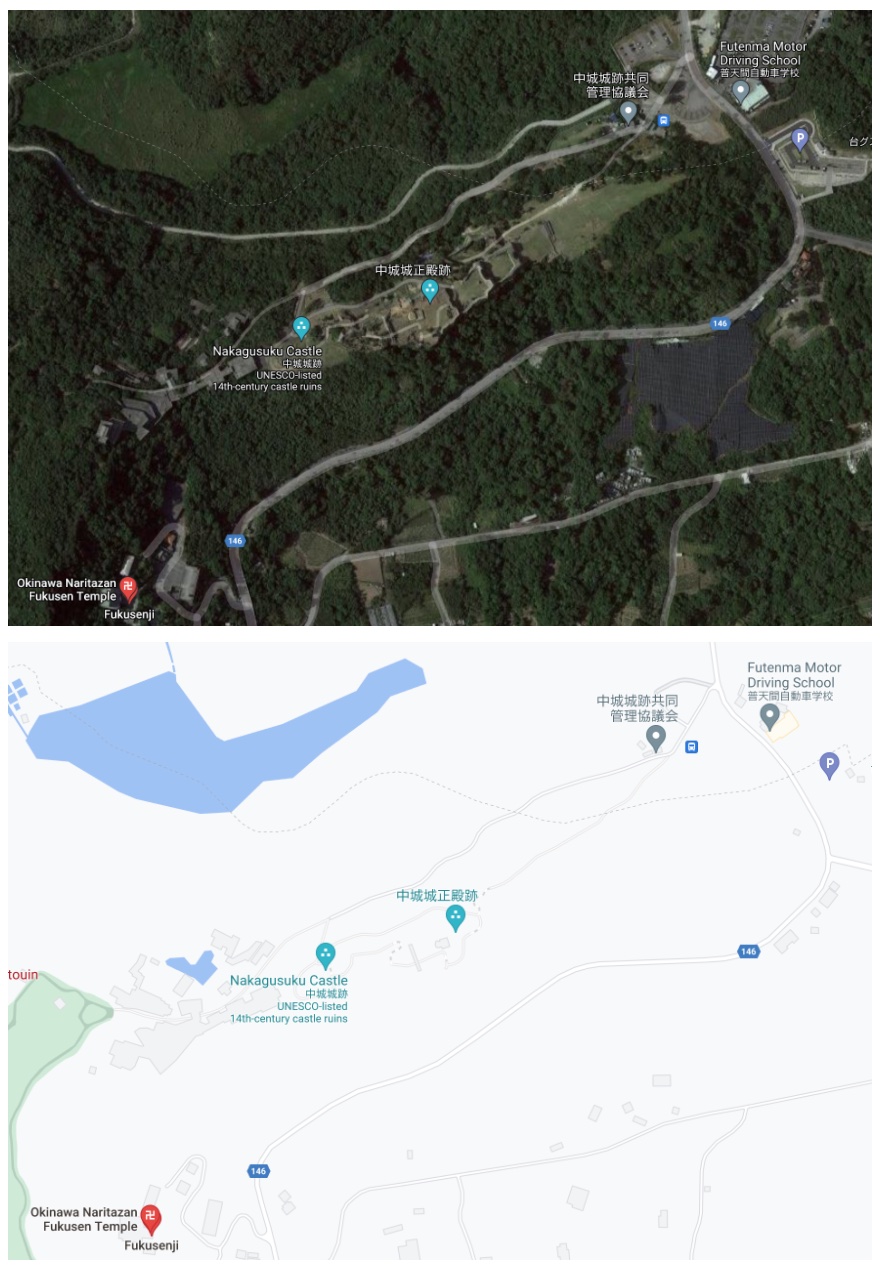 Futenma Motor
Driving School
普天間自動車学校
中城城跡共同
管理協議会
P
台グ
中城城正殿跡
146
Nakagusuku Castle
中城城跡
UNESCO-listed
14th-century castle ruins
146
Okinawa Naritazan
Fukusen Temple
卍
Fukusenji
Futenma Motor
Driving School
普天間自動車学校
中城城跡共同
管理協議会
P
中城城正殿跡
146
touin
Nakagusuku Castle
中城城跡
UNESCO-listed
14th-century castle ruins
146
Okinawa Naritazan
Fukusen Temple
卍
Fukusenji